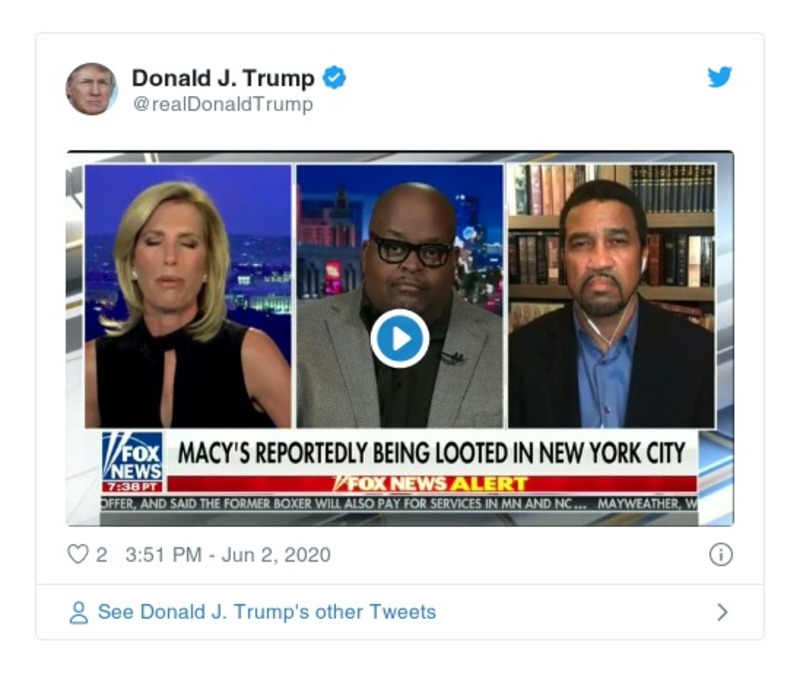 Donald J. Trump
@realDonaldTrump
MACY'S REPORTEDLY BEING LOOTED IN NEW YORK CITY
FOX
NEWS
7:38 PT
FOX NEWS ALERT
OFFER, AND SAID THE FORMER BOXER WILL ALSO PAY FOR SERVICES IN MN AND NC... MAYWEATHER, W
2 3:51 PM - Jun 2, 2020
See Donald J. Trump's other Tweets